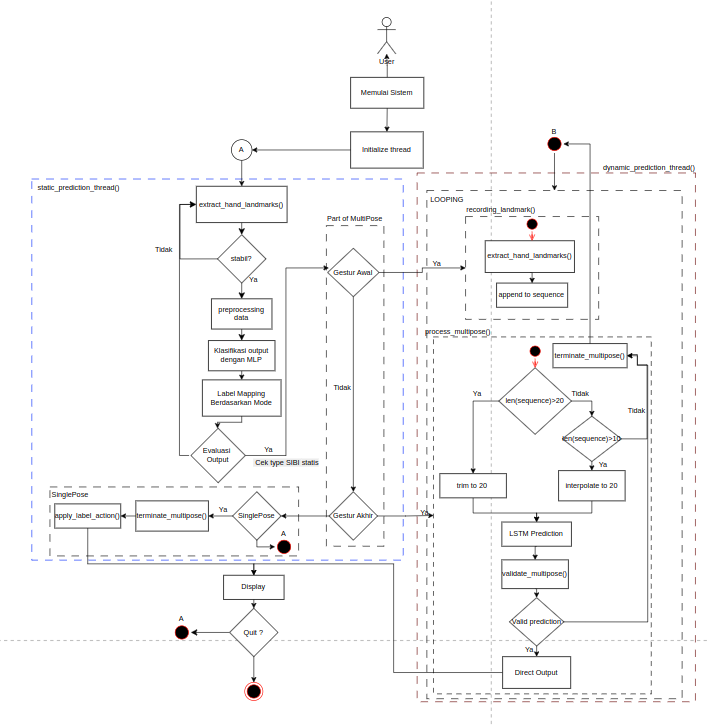 User
Memulai Sistem
Initialize thread
A
B
static_prediction_thread()
dynamic_prediction_thread()
extract_hand_landmarks()
LOOPING
recording_landmark()
Part of MultiPose
Tidak
stabil?
Ya
Gestur Awal
Ya
extract_hand_landmarks()
append to sequence
preprocessing
data
Klasifikasi output
dengan MLP
process_multipose()
terminate_multipose()
Label Mapping
Berdasarkan Mode
Tidak
Ya
len(sequence)>20
Tidak
Tidak
len(sequence)>10
Evaluasi
Output
Ya
Cek type SIBI statis
Ya
trim to 20
interpolate to 20
SinglePose
apply_label_action()
terminate_multipose()
Ya
SinglePose
Gestur Akhir
Ya
A
LSTM Prediction
validate_multipose()
Display
Valid prediction
A
Quit ?
Ya
Direct Output